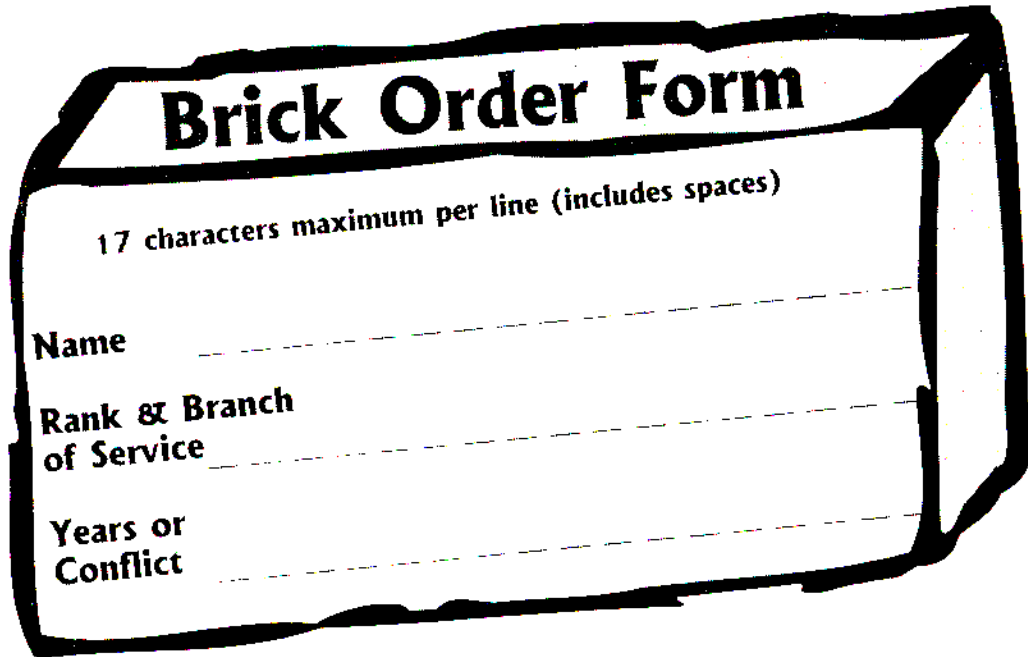 Brick Order Form
17 characters maximum per line (includes spaces)
Name
Rank & Branch
of Service
Years or
Conflict